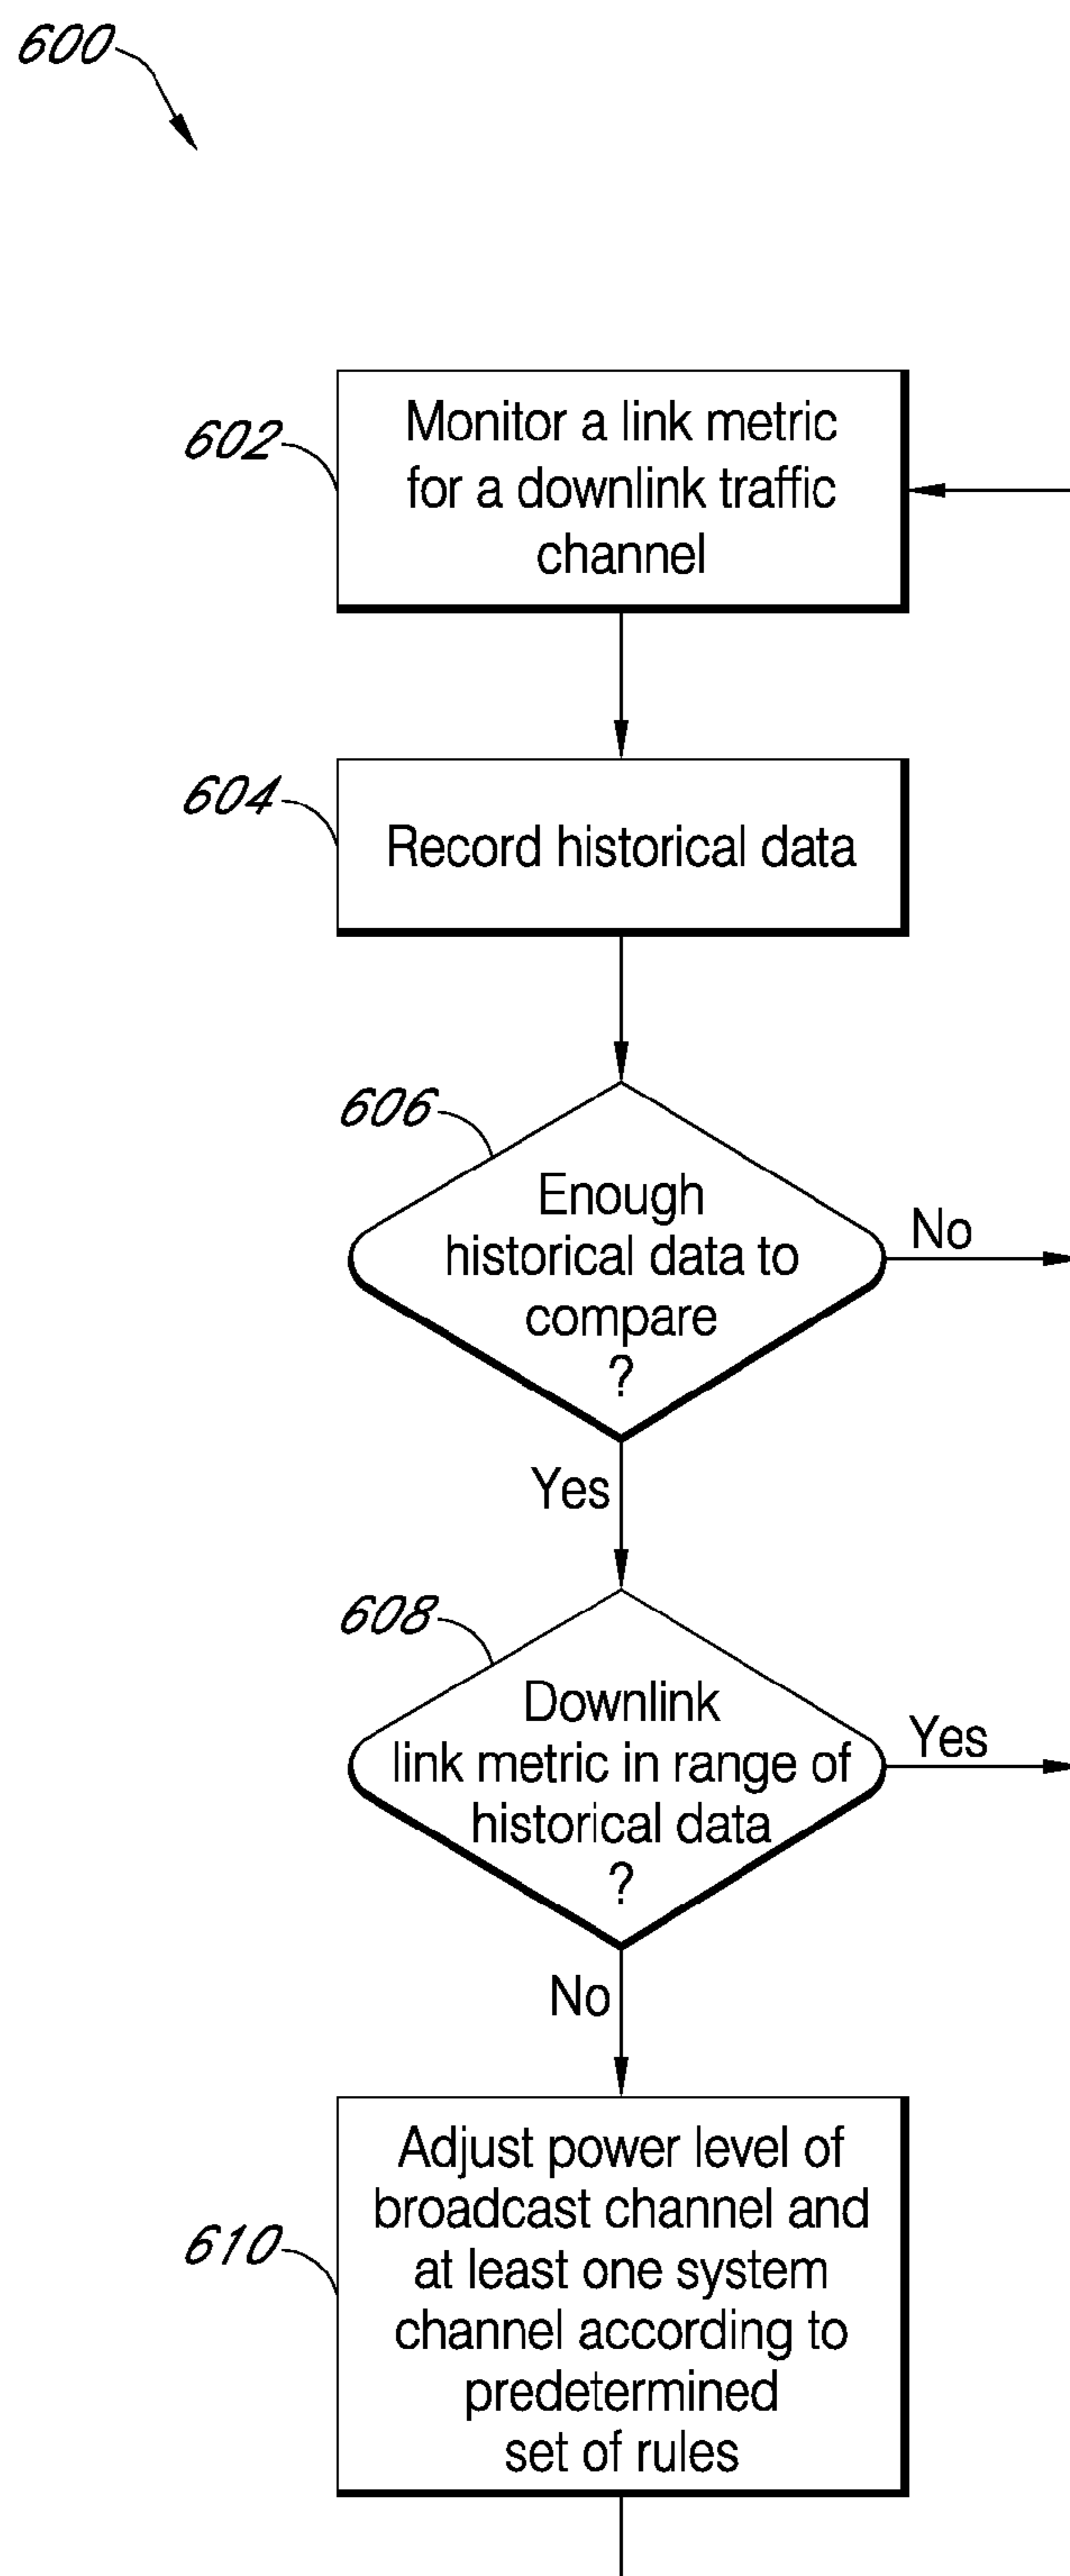 600
602
Monitor a link metric
for a downlink traffic
channel
604
Record historical data
606
Enough
historical data to
compare
?
No
Yes
608
Downlink
link metric in range of
historical data
?
Yes
No
610
Adjust power level of
broadcast channel and
at least one system
channel according to
predetermined
set of rules